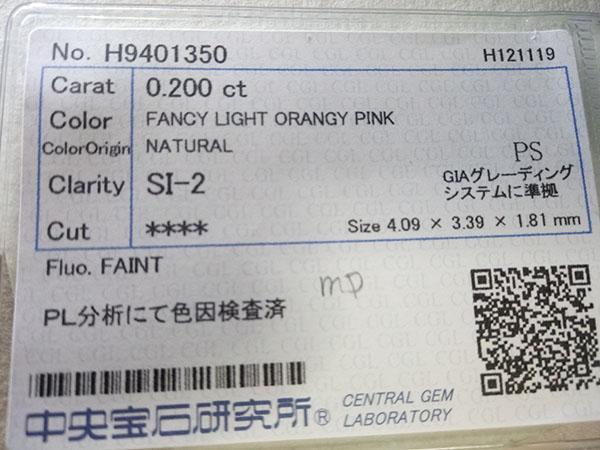 No. H9401350 H121119
Carat 0.200 ct
Color FANCY LIGHT ORANGY PINK
ColorOrigin NATURAL
PS
Clarity SI-2
GIAグレーディング
システムに準拠
Cut ****
Size 4.09 × 3.39 × 1.81 mm
Fluo. FAINT
mp
PL分析にて色因検査済
中央宝石研究所®
CENTRAL GEM
LABORATORY